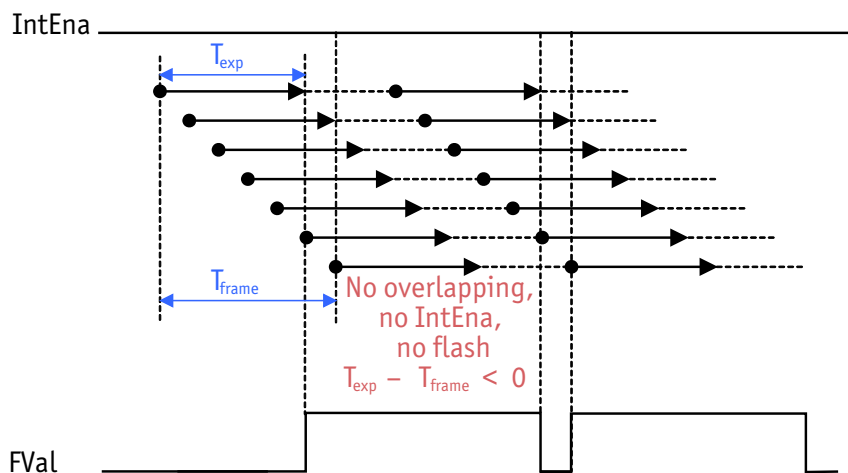 IntEna
Texp
Tframe
No overlapping,
no IntEna,
no flash
Texp – Tframe < 0
FVal